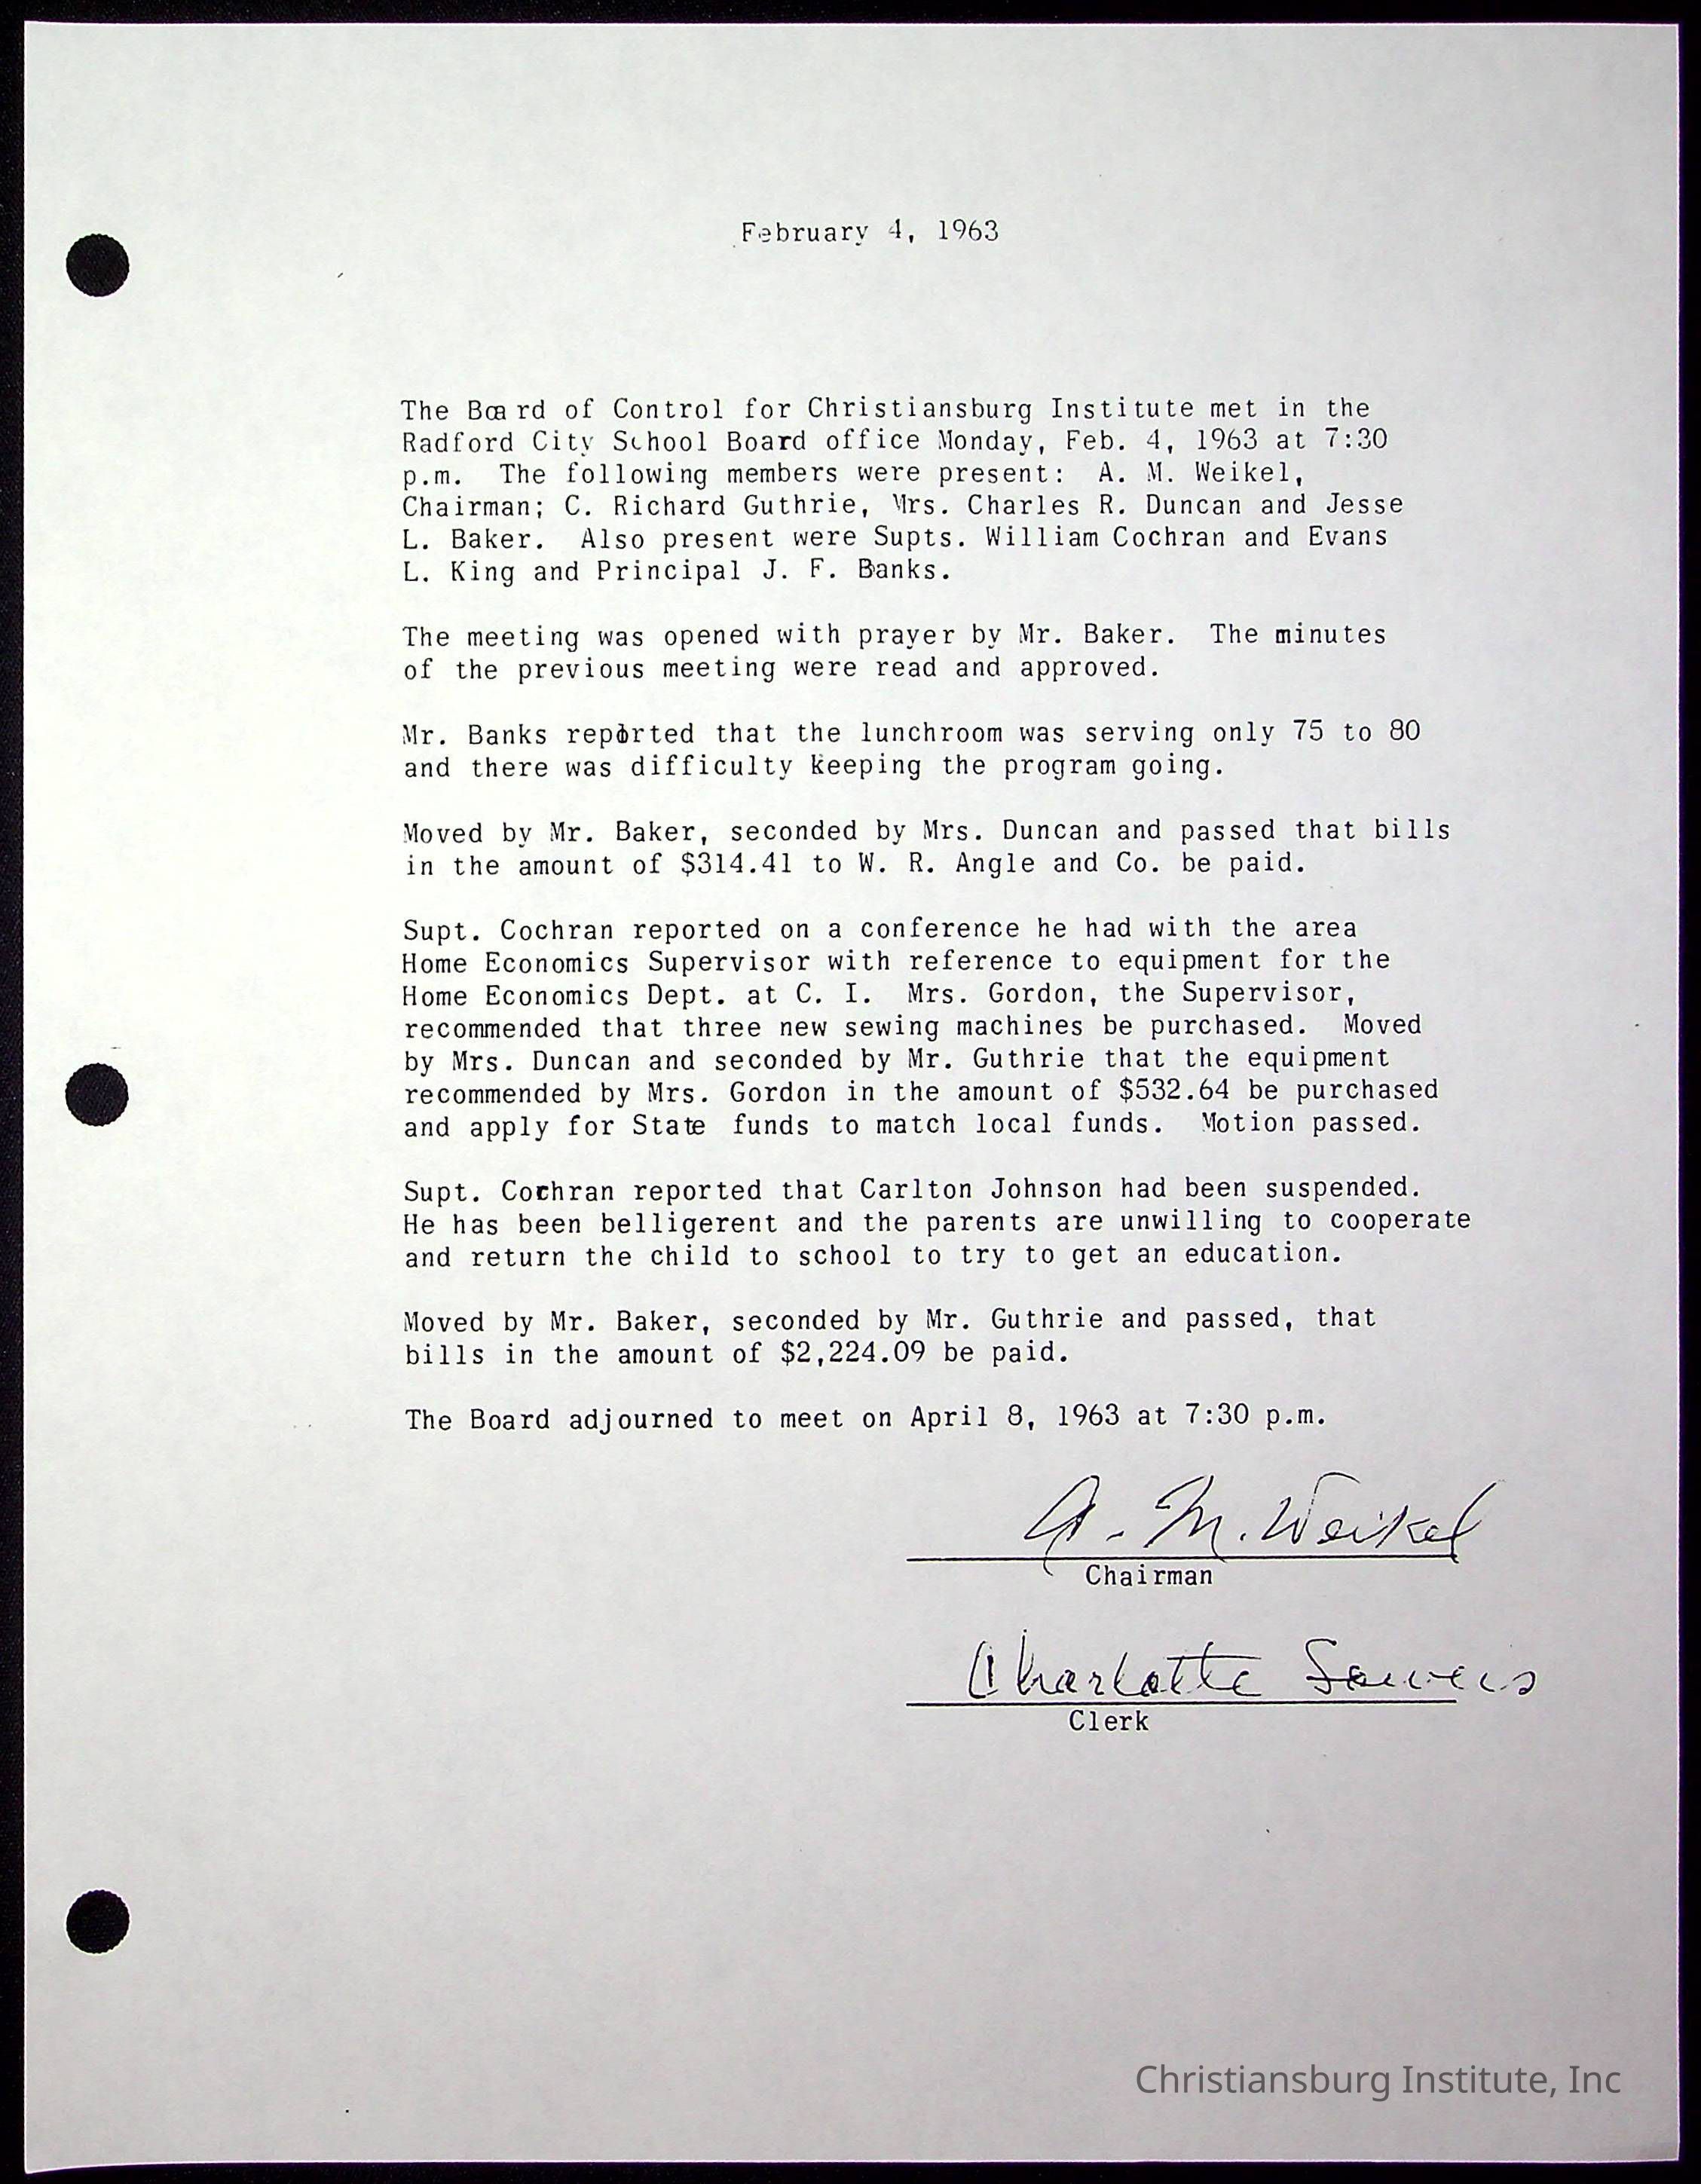 February 4, 1963
The Board of Control for Christiansburg Institute met in the
Radford City School Board office Monday, Feb. 4, 1963 at 7:30
p.m. The following members were present: A. M. Weikel,
Chairman; C. Richard Guthrie, Mrs. Charles R. Duncan and Jesse
L. Baker. Also present were Supts. William Cochran and Evans
L. King and Principal J. F. Banks.
The meeting was opened with prayer by Mr. Baker. The minutes
of the previous meeting were read and approved.
Mr. Banks reported that the lunchroom was serving only 75 to 80
and there was difficulty keeping the program going.
Moved by Mr. Baker, seconded by Mrs. Duncan and passed that bills
in the amount of $314.41 to W. R. Angle and Co. be paid.
Supt. Cochran reported on a conference he had with the area
Home Economics Supervisor with reference to equipment for the
Home Economics Dept. at C. I. Mrs. Gordon, the Supervisor,
recommended that three new sewing machines be purchased. Moved
by Mrs. Duncan and seconded by Mr. Guthrie that the equipment
recommended by Mrs. Gordon in the amount of $532.64 be purchased
and apply for State funds to match local funds. Motion passed.
Supt. Cochran reported that Carlton Johnson had been suspended.
He has been belligerent and the parents are unwilling to cooperate
and return the child to school to try to get an education.
Moved by Mr. Baker, seconded by Mr. Guthrie and passed, that
bills in the amount of $2,224.09 be paid.
The Board adjourned to meet on April 8, 1963 at 7:30 p.m.
A. M. Weikel
Chairman
Charlotte Sowers
Clerk
Christiansburg Institute, Inc